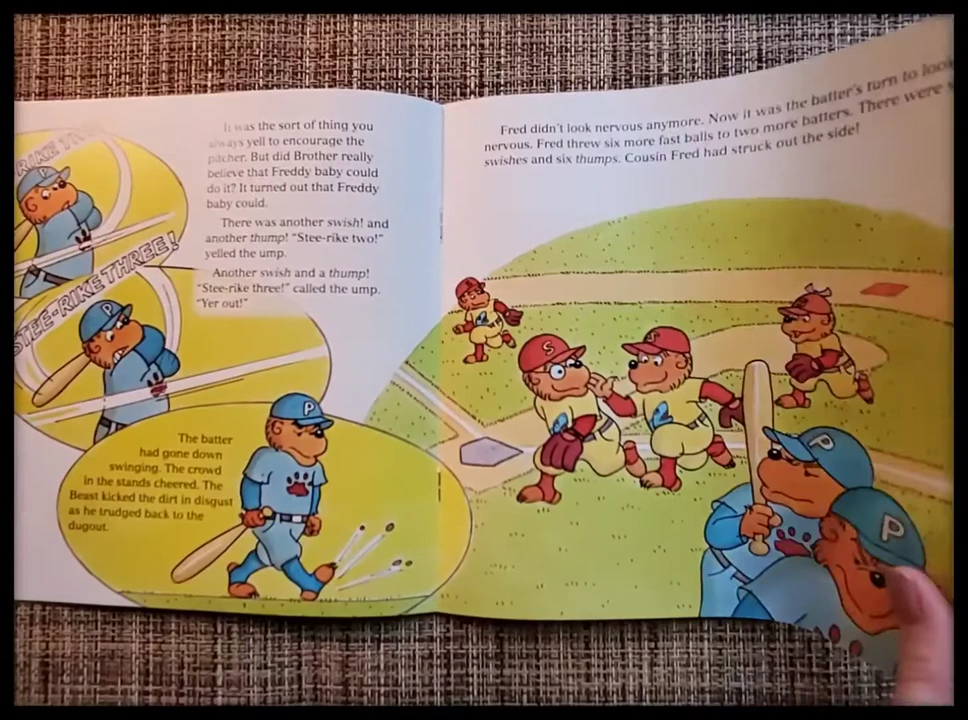 RIKE
STEE-RIKE THREE!
It was the sort of thing you
always yell to encourage the
pitcher. But did Brother really
believe that Freddy baby could
do it? It turned out that Freddy
baby could.
There was another swish! and
another thump! “Stee-rike two!”
yelled the ump.
Another swish and a thump!
“Stee-rike three!” called the ump.
“Yer out!”
The batter
had gone down
swinging. The crowd
in the stands cheered. The
Beast kicked the dirt in disgust
as he trudged back to the
dugout.
Fred didn’t look nervous anymore. Now it was the batter’s turn to look
nervous. Fred threw six more fast balls to two more batters. There were
swishes and six thumps. Cousin Fred had struck out the side!
P
P
P
S
S
P
P